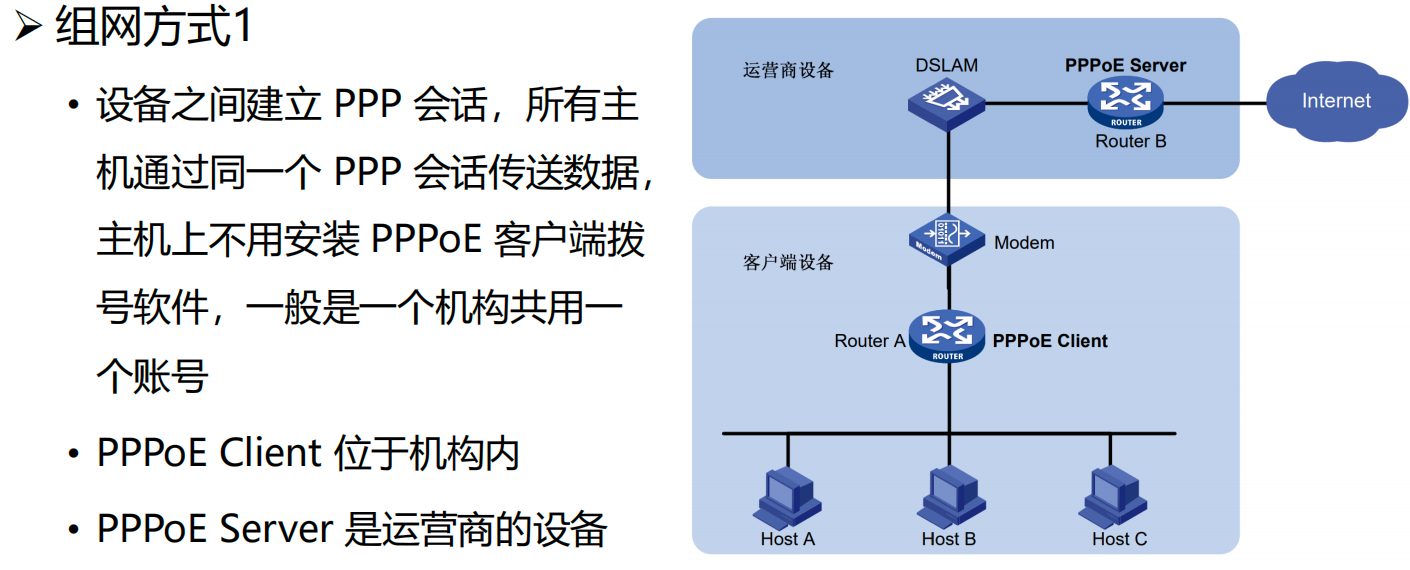 ➢ 组网方式1
• 设备之间建立 PPP 会话，所有主
机通过同一个 PPP 会话传送数据，
主机上不用安装 PPPoE 客户端拨
号软件，一般是一个机构共用一
个账号
• PPPoE Client 位于机构内
• PPPoE Server 是运营商的设备
运营商设备
DSLAM
PPPoE Server
ROUTER
Router B
Internet
客户端设备
Modem
Modem
Router A
ROUTER
PPPoE Client
Host A
Host B
Host C